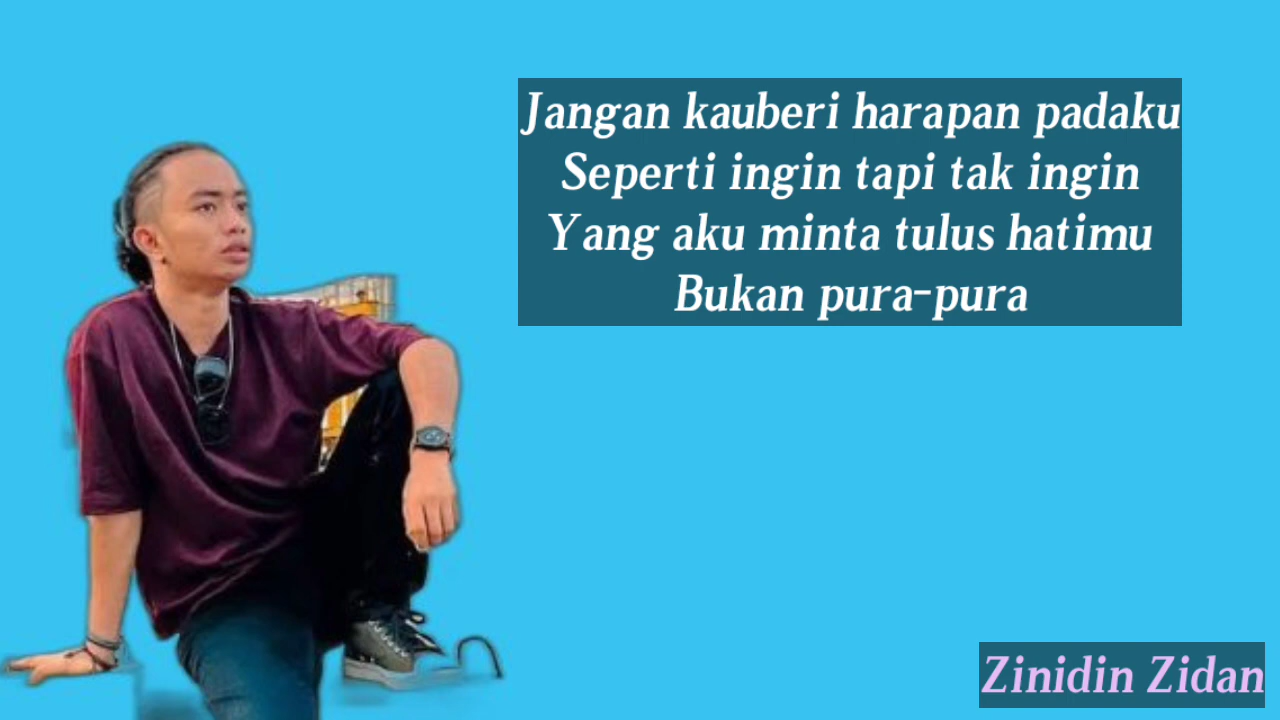 Jangan kauberi harapan padaku
Seperti ingin tapi tak ingin
Yang aku minta tulus hatimu
Bukan pura-pura
Zinidin Zidan